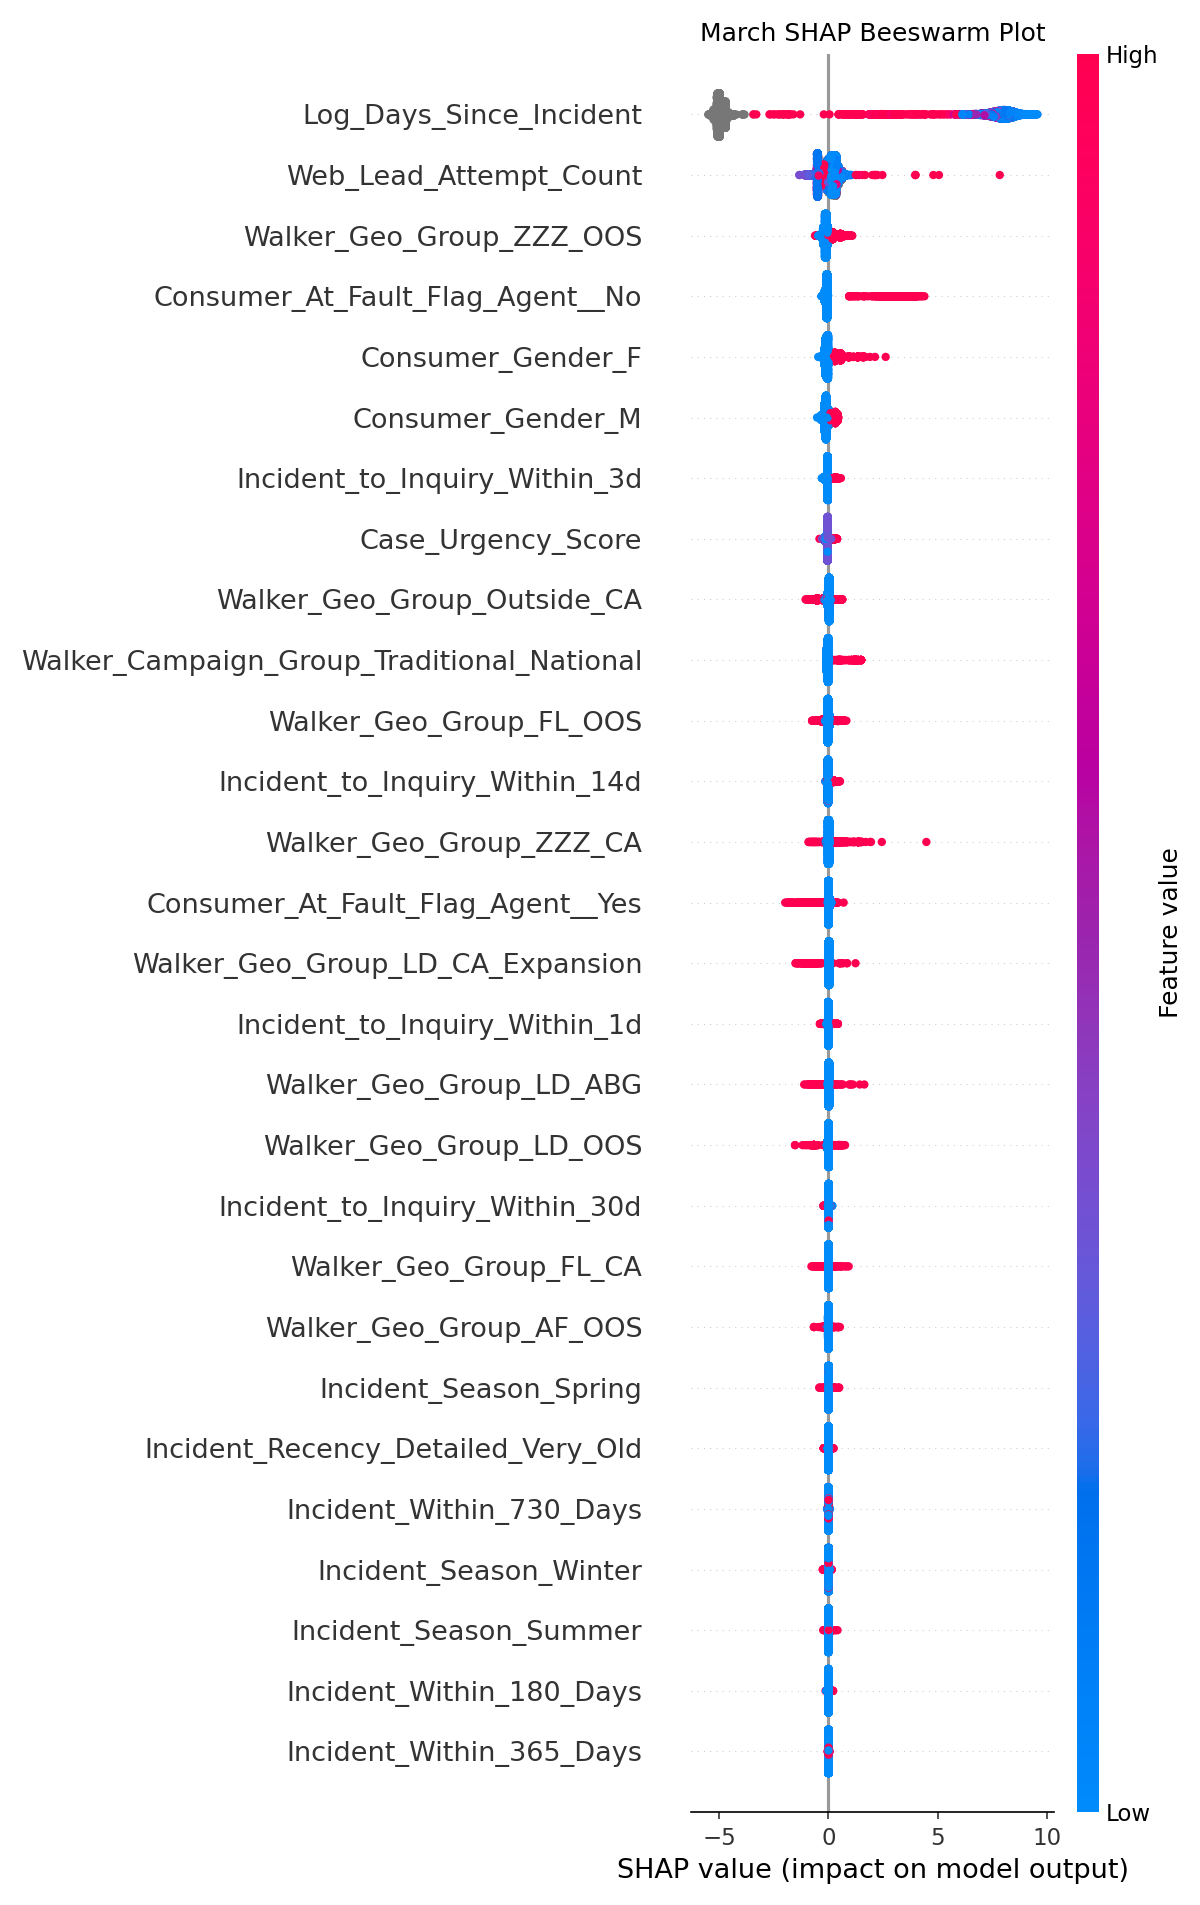 March SHAP Beeswarm Plot
High
Log_Days_Since_Incident
Web_Lead_Attempt_Count
Walker_Geo_Group_ZZZ_OOS
Consumer_At_Fault_Flag_Agent__No
Consumer_Gender_F
Consumer_Gender_M
Incident_to_Inquiry_Within_3d
Case_Urgency_Score
Walker_Geo_Group_Outside_CA
Walker_Campaign_Group_Traditional_National
Walker_Geo_Group_FL_OOS
Incident_to_Inquiry_Within_14d
Walker_Geo_Group_ZZZ_CA
Consumer_At_Fault_Flag_Agent__Yes
Walker_Geo_Group_LD_CA_Expansion
Incident_to_Inquiry_Within_1d
Walker_Geo_Group_LD_ABG
Walker_Geo_Group_LD_OOS
Incident_to_Inquiry_Within_30d
Walker_Geo_Group_FL_CA
Walker_Geo_Group_AF_OOS
Incident_Season_Spring
Incident_Recency_Detailed_Very_Old
Incident_Within_730_Days
Incident_Season_Winter
Incident_Season_Summer
Incident_Within_180_Days
Incident_Within_365_Days
Feature value
Low
−5 0 5 10
SHAP value (impact on model output)